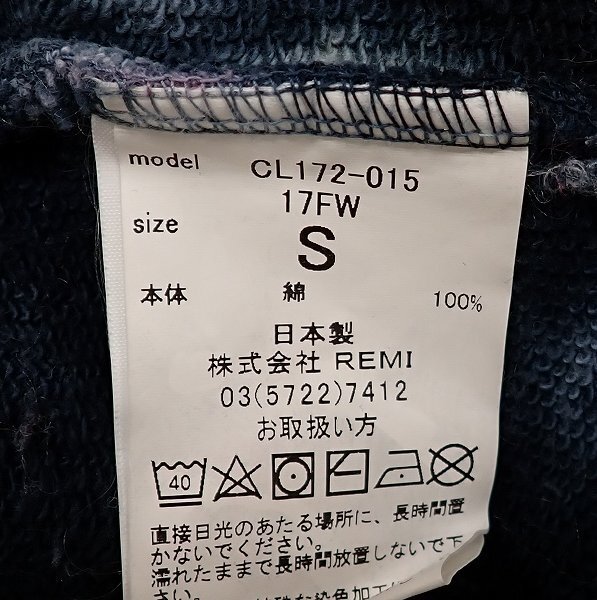 model CL172-015
17FW
size S
本体 綿 100%
日本製
株式会社 REMI
03(5722)7412
お取扱い方
40
直接日光のあたる場所に、長時間置
かないでください。
濡れたままで長時間放置しないで下
さい。